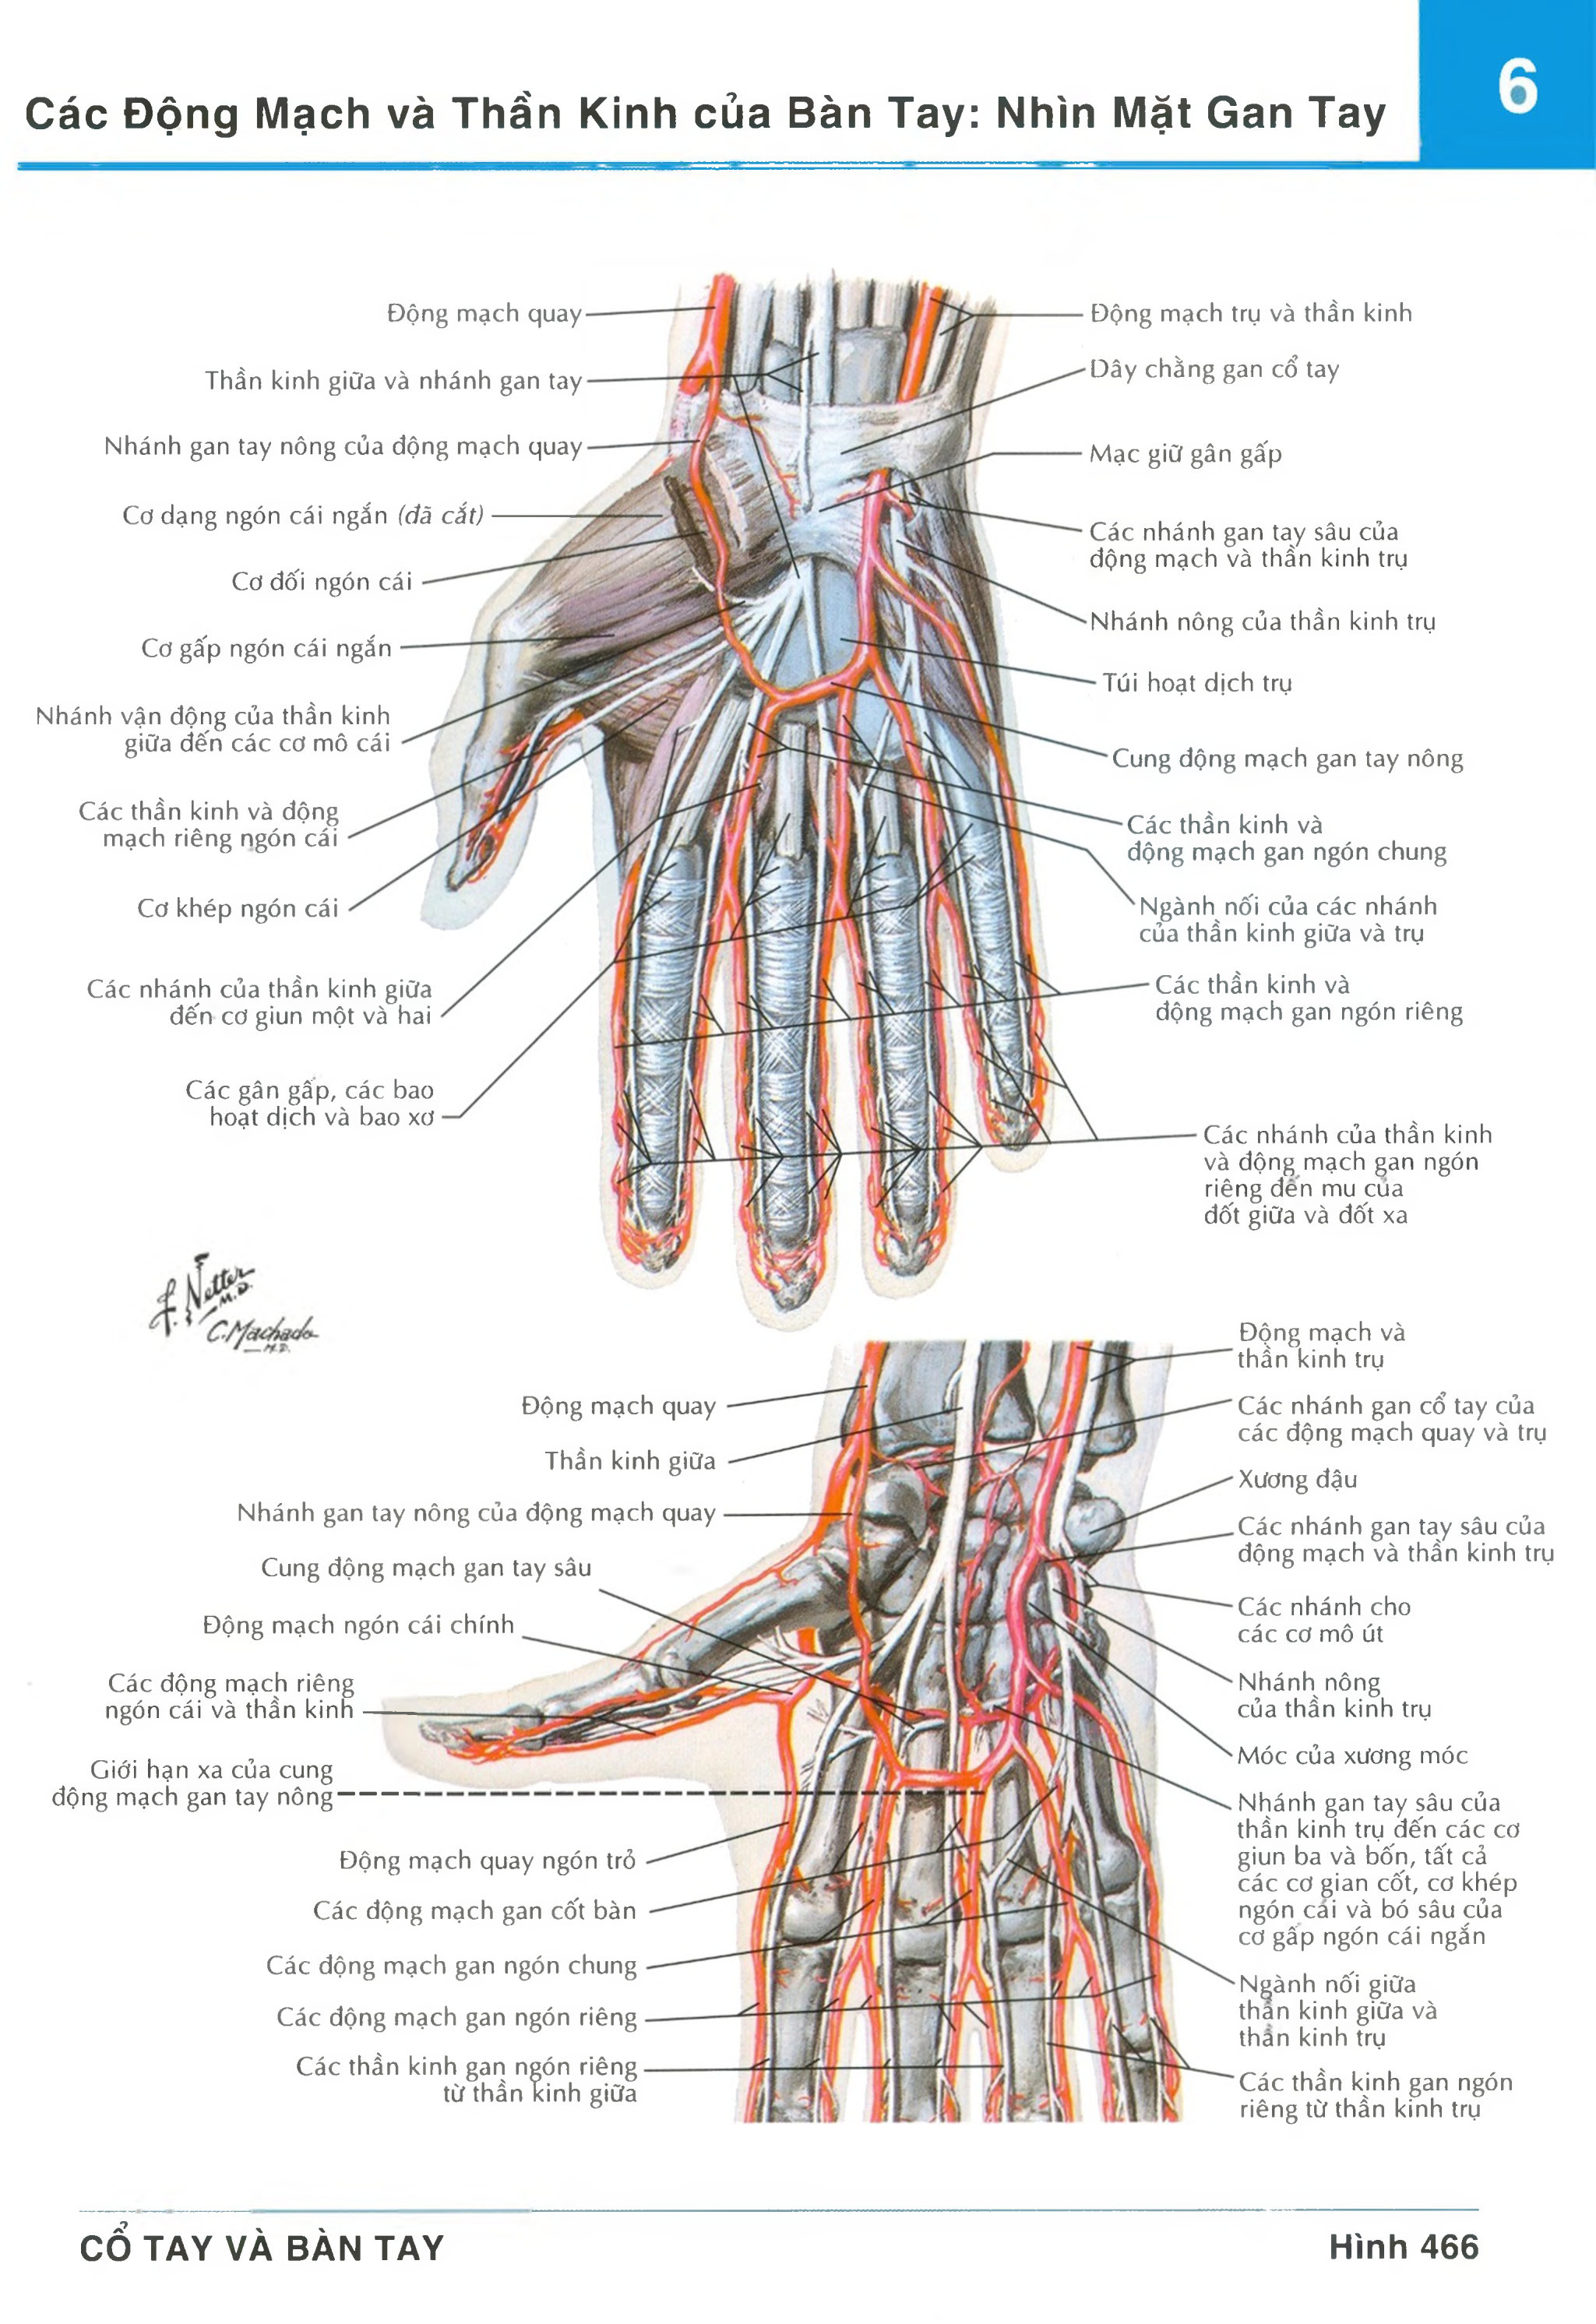 Các Động Mạch và Thần Kinh của Bàn Tay: Nhìn Mặt Gan Tay
6
Động mạch quay
Thần kinh giữa và nhánh gan tay
Nhánh gan tay nông của động mạch quay
Cơ dạng ngón cái ngắn (đã cắt)
Cơ đối ngón cái
Cơ gấp ngón cái ngắn
Nhánh vận động của thần kinh
giữa đến các cơ mô cái
Các thần kinh và động
mạch riêng ngón cái
Cơ khép ngón cái
Các nhánh của thần kinh giữa
đến cơ giun một và hai
Các gân gấp, các bao
hoạt dịch và bao xơ
Động mạch trụ và thần kinh
Dây chằng gan cổ tay
Mạc giữ gân gấp
Các nhánh gan tay sâu của
động mạch và thần kinh trụ
Nhánh nông của thần kinh trụ
Túi hoạt dịch trụ
Cung động mạch gan tay nông
Các thần kinh và
động mạch gan ngón chung
Ngành nối của các nhánh
của thần kinh giữa và trụ
Các thần kinh và
động mạch gan ngón riêng
Các nhánh của thần kinh
và động mạch gan ngón
riêng đến mu của
đốt giữa và đốt xa
F. Netter
M.D.
C. Machado
M.D.
Động mạch quay
Thần kinh giữa
Nhánh gan tay nông của động mạch quay
Cung động mạch gan tay sâu
Động mạch ngón cái chính
Các động mạch riêng
ngón cái và thần kinh
Giới hạn xa của cung
động mạch gan tay nông
Động mạch quay ngón trỏ
Các động mạch gan cốt bàn
Các động mạch gan ngón chung
Các động mạch gan ngón riêng
Các thần kinh gan ngón riêng
từ thần kinh giữa
Động mạch và
thần kinh trụ
Các nhánh gan cổ tay của
các động mạch quay và trụ
Xương đậu
Các nhánh gan tay sâu của
động mạch và thần kinh trụ
Các nhánh cho
các cơ mô út
Nhánh nông
của thần kinh trụ
Móc của xương móc
Nhánh gan tay sâu của
thần kinh trụ đến các cơ
giun ba và bốn, tất cả
các cơ gian cốt, cơ khép
ngón cái và bó sâu của
cơ gấp ngón cái ngắn
Ngành nối giữa
thần kinh giữa và
thần kinh trụ
Các thần kinh gan ngón
riêng từ thần kinh trụ
CỔ TAY VÀ BÀN TAY
Hình 466